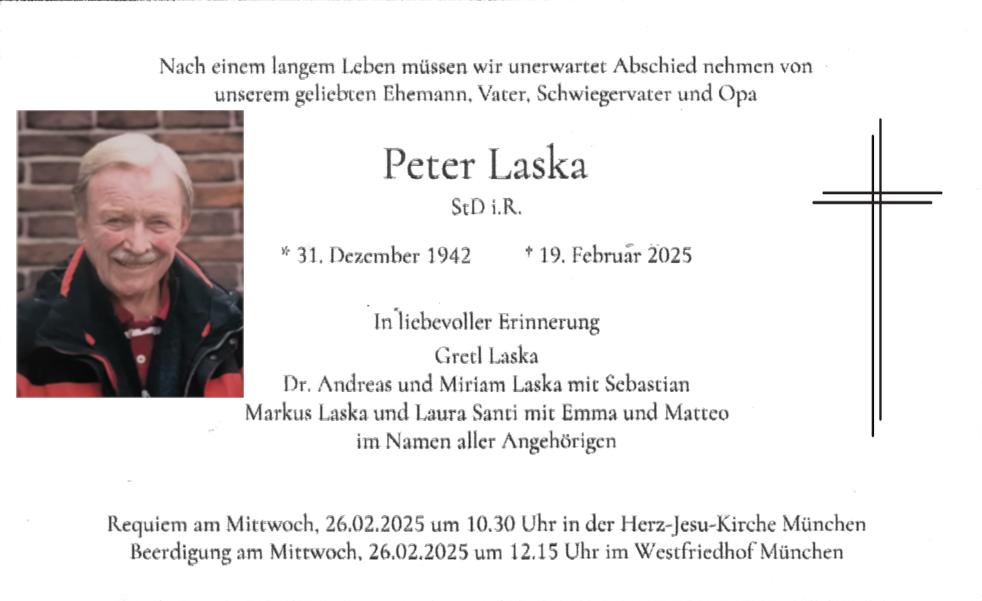 Nach einem langem Leben müssen wir unerwartet Abschied nehmen von
unserem geliebten Ehemann, Vater, Schwiegervater und Opa
Peter Laska
StD i.R.
* 31. Dezember 1942 † 19. Februar 2025
In liebevoller Erinnerung
Gretl Laska
Dr. Andreas und Miriam Laska mit Sebastian
Markus Laska und Laura Santi mit Emma und Matteo
im Namen aller Angehörigen
Requiem am Mittwoch, 26.02.2025 um 10.30 Uhr in der Herz-Jesu-Kirche München
Beerdigung am Mittwoch, 26.02.2025 um 12.15 Uhr im Westfriedhof München